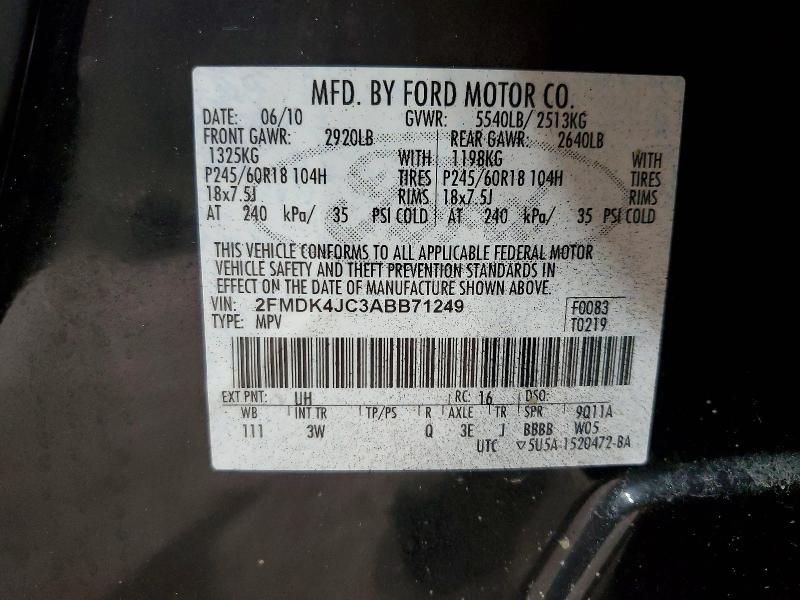 MFD. BY FORD MOTOR CO.
DATE: 06/10 GVWR: 5540LB/ 2513KG
FRONT GAWR: 2920LB REAR GAWR: 2640LB
1325KG WITH 1198KG WITH
P245/60R18 104H TIRES P245/60R18 104H TIRES
18x7.5J RIMS 18x7.5J RIMS
AT 240 kPa/ 35 PSI COLD AT 240 kPa/ 35 PSI COLD
THIS VEHICLE CONFORMS TO ALL APPLICABLE FEDERAL MOTOR
VEHICLE SAFETY AND THEFT PREVENTION STANDARDS IN
EFFECT ON THE DATE OF MANUFACTURE SHOWN ABOVE.
VIN: 2FMDK4JC3ABB71249 F0083
TYPE: MPV T0219
EXT PNT: UH RC: 16 DSO:
WB INT TR TP/PS R AXLE TR SPR 9Q11A
111 3W Q 3E J BBBB W05
UTC ▽5U5A-1520472-BA